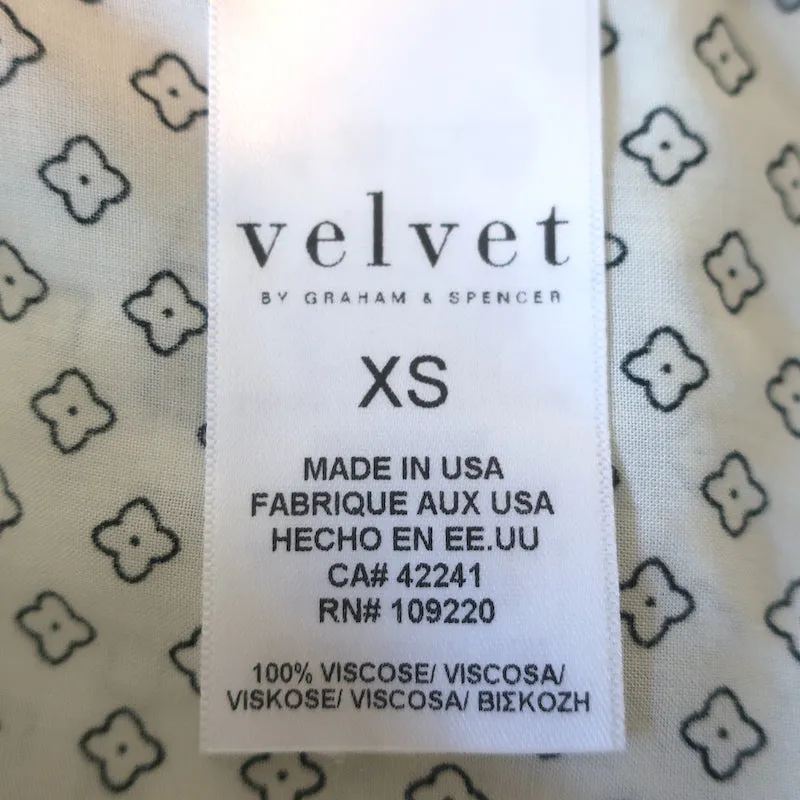 velvet
BY GRAHAM & SPENCER
XS
MADE IN USA
FABRIQUE AUX USA
HECHO EN EE.UU
CA# 42241
RN# 109220
100% VISCOSE/ VISCOSA/
VISKOSE/ VISCOSA/ ΒΙΣΚΟΖΗ